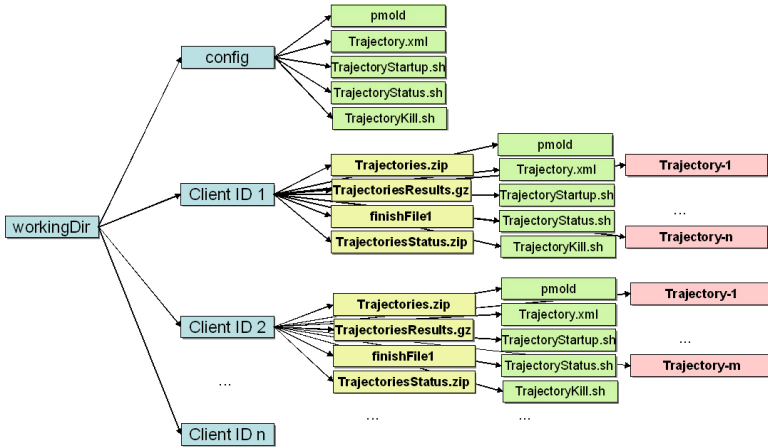 pmold
Trajectory.xml
config
TrajectoryStartup.sh
TrajectoryStatus.sh
TrajectoryKill.sh
pmold
Trajectories.zip
Trajectory.xml
Trajectory-1
Client ID 1
TrajectoriesResults.gz
TrajectoryStartup.sh
...
finishFile1
TrajectoryStatus.sh
workingDir
TrajectoriesStatus.zip
TrajectoryKill.sh
Trajectory-n
pmold
Trajectory-1
Trajectories.zip
Trajectory.xml
Client ID 2
TrajectoriesResults.gz
TrajectoryStartup.sh
...
finishFile1
TrajectoryStatus.sh
Trajectory-m
...
TrajectoriesStatus.zip
TrajectoryKill.sh
...
...
Client ID n